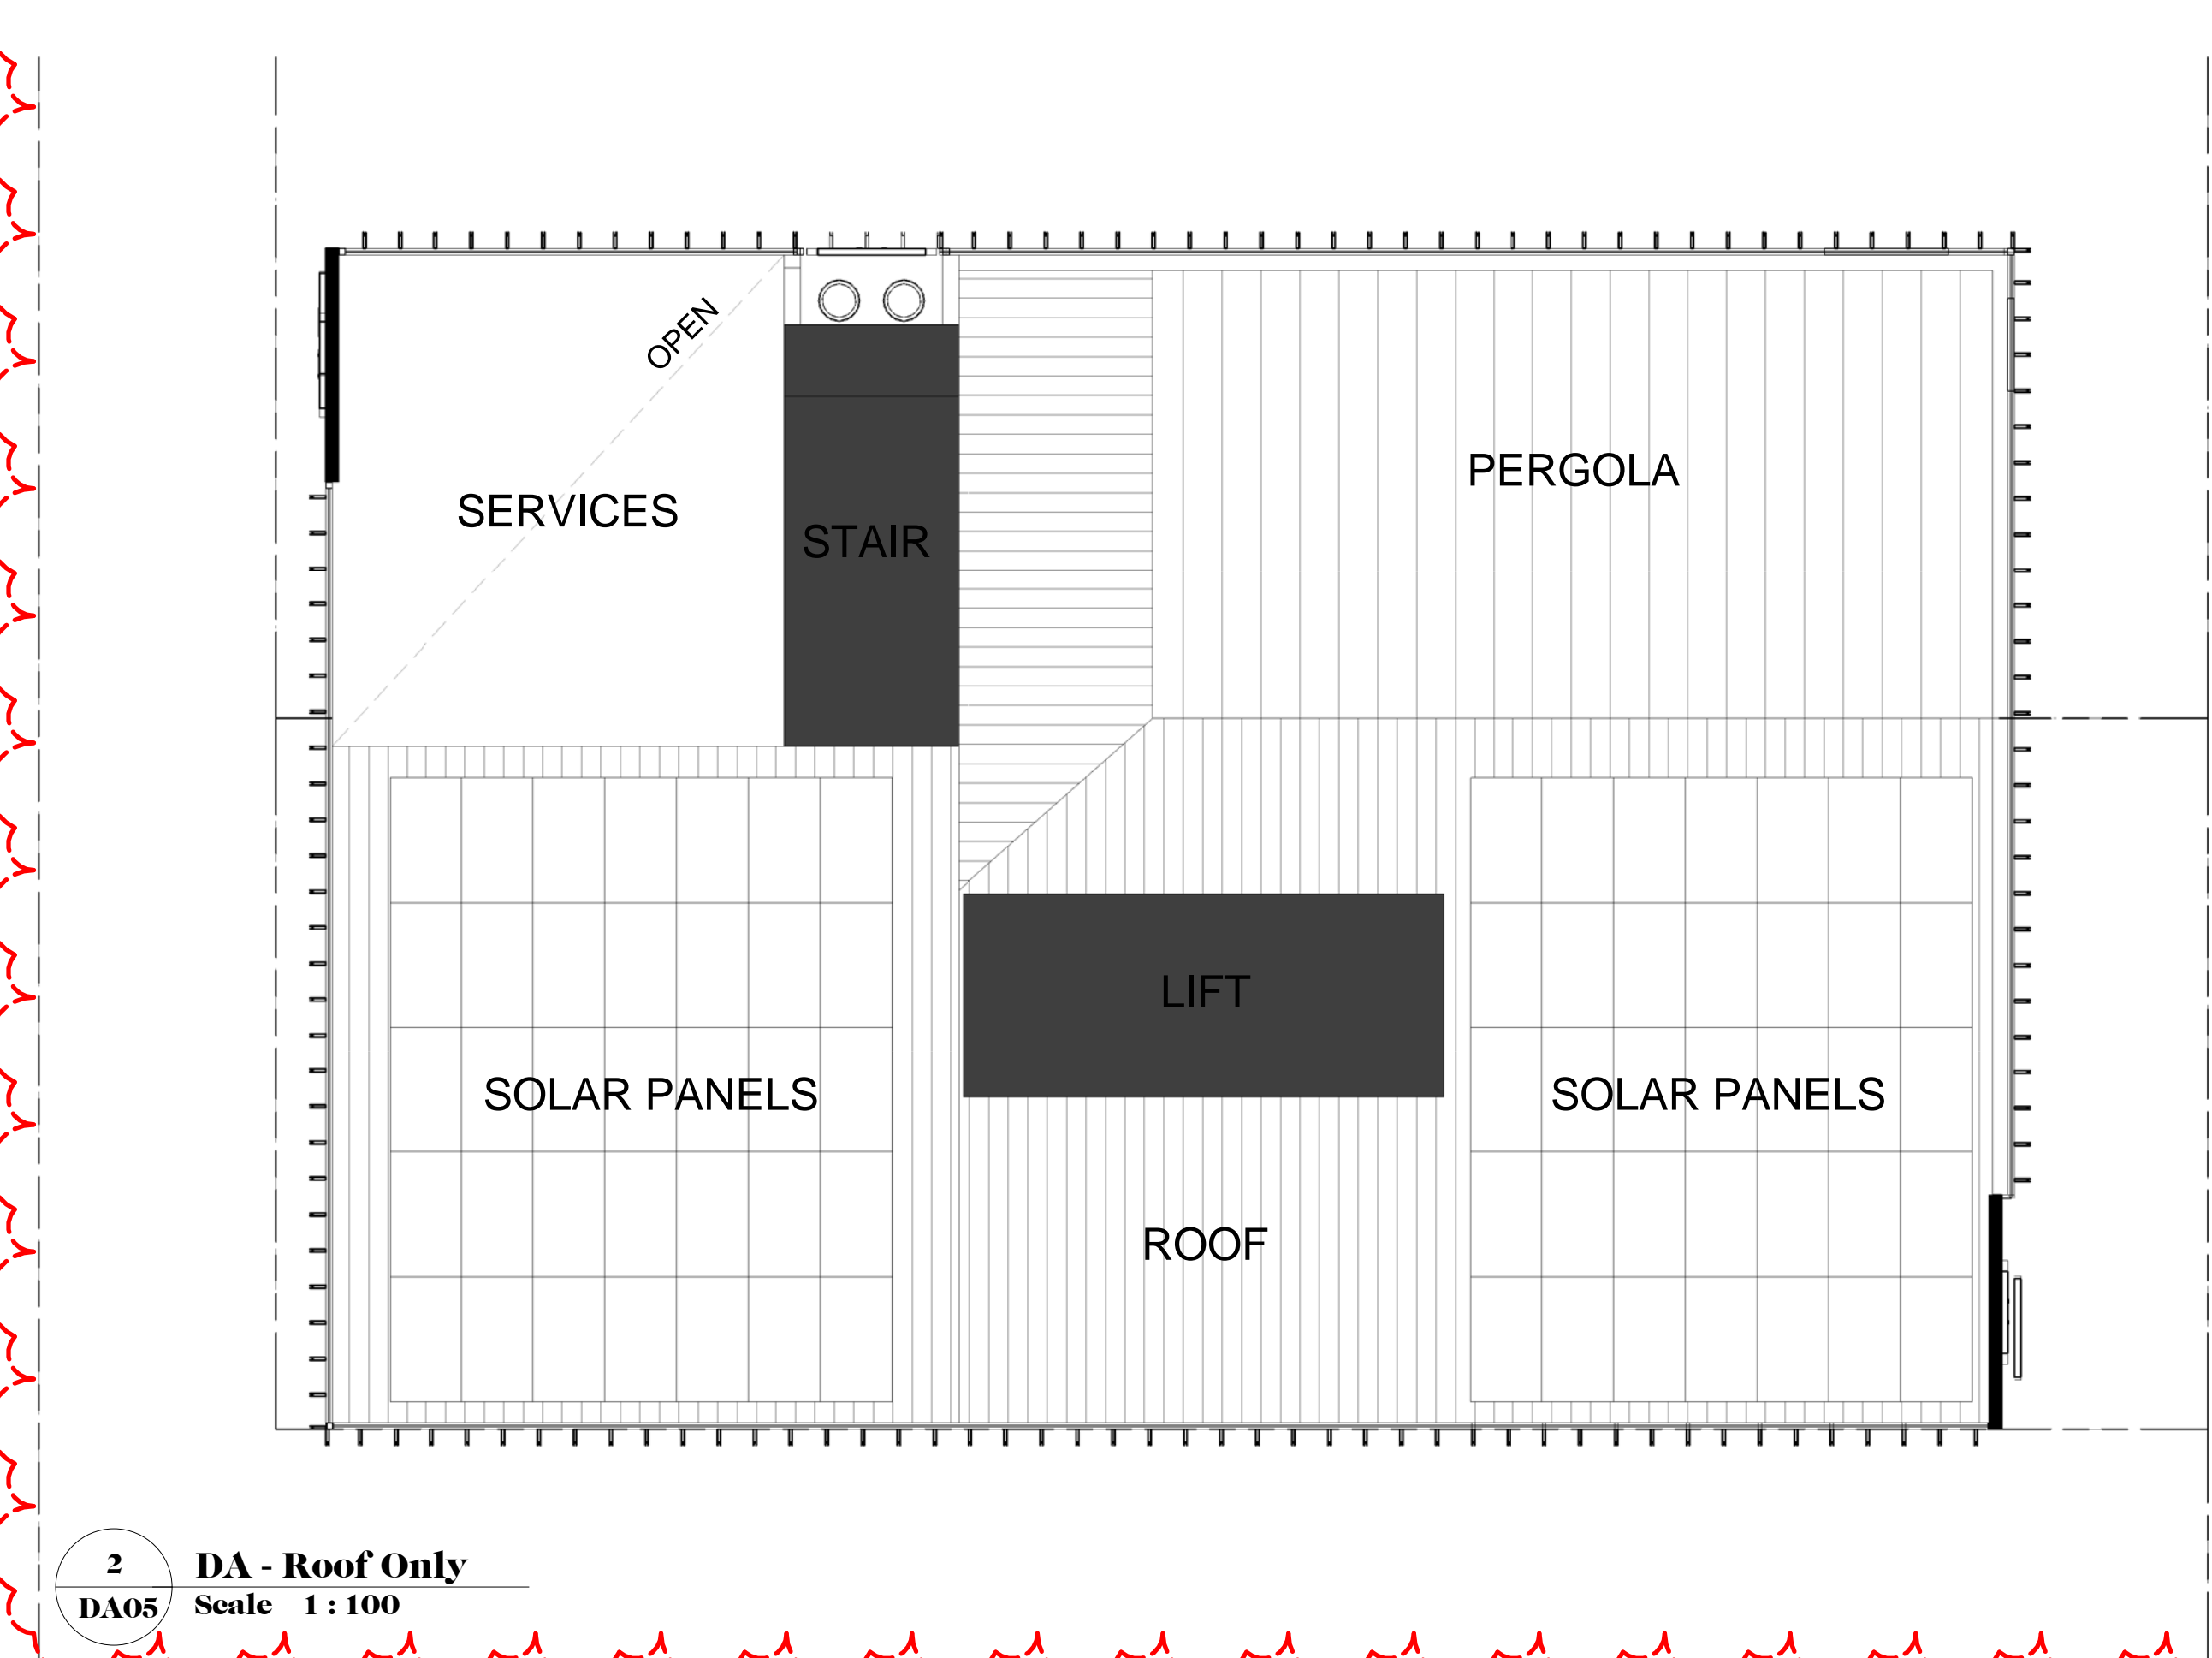 OPEN
PERGOLA
SERVICES
STAIR
LIFT
SOLAR PANELS
SOLAR PANELS
ROOF
2
DA - Roof Only
DA05
Scale 1 : 100